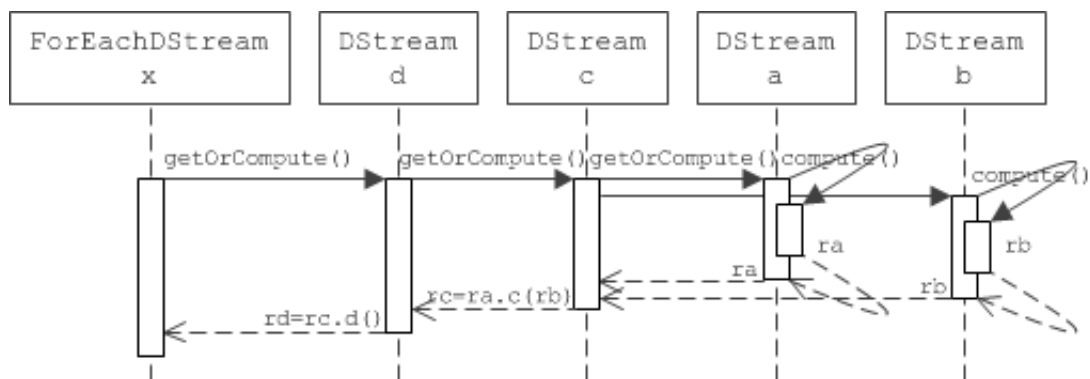 ForEachDStream
x
DStream
d
DStream
c
DStream
a
DStream
b
getOrCompute()
getOrCompute()
getOrCompute()
compute()
compute()
ra
rb
ra
rb
rc=ra.c(rb)
rd=rc.d()